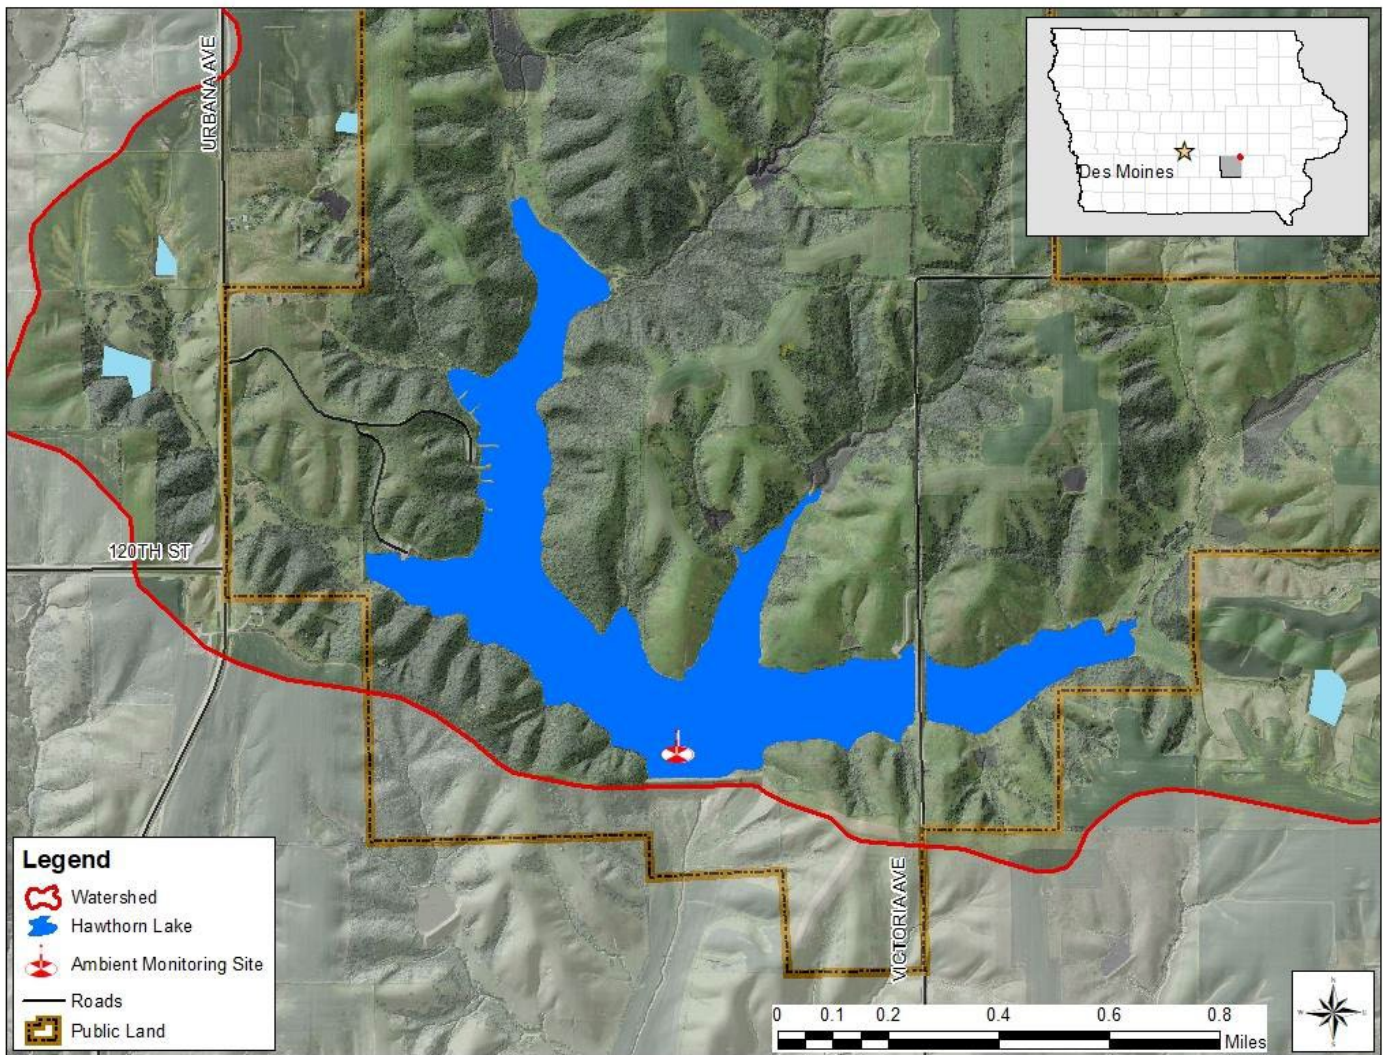 URBANA AVE
Des Moines
120TH ST
VICTORIA AVE
Legend
Watershed
Hawthorn Lake
Ambient Monitoring Site
Roads
Public Land
0 0.1 0.2 0.4 0.6 0.8
Miles
N
W E
S